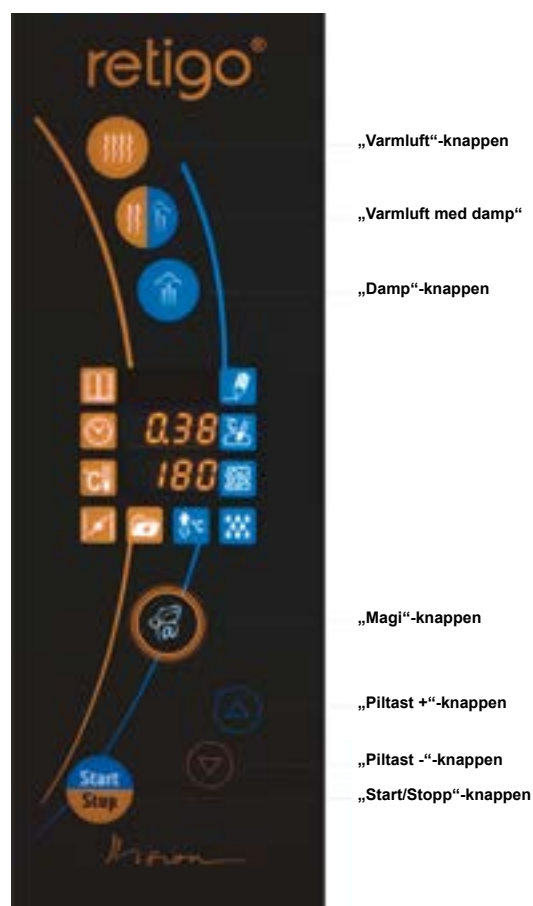 retigo®
„Varmluft“-knappen
„Varmluft med damp“
„Damp“-knappen
0.38
180
°C
°C
„Magi“-knappen
„Piltast +“-knappen
„Piltast -“-knappen
Start
Stop
„Start/Stopp“-knappen
Vision